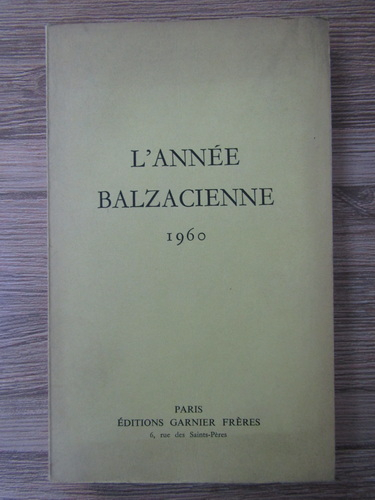 L'ANNÉE
BALZACIENNE
1960
PARIS
ÉDITIONS GARNIER FRÈRES
6, rue des Saints-Pères